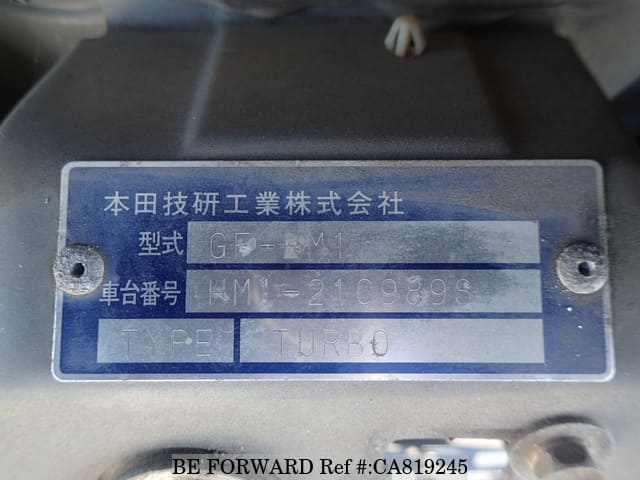 本田技研工業株式会社
型式 GF-HM1
車台番号 HM1-2109898
TYPE TURBO
BE FORWARD Ref #:CA819245